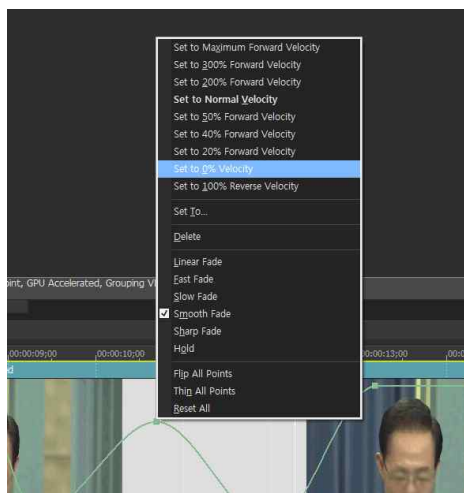 Set to Maximum Forward Velocity
Set to 300% Forward Velocity
Set to 200% Forward Velocity
Set to Normal Velocity
Set to 50% Forward Velocity
Set to 40% Forward Velocity
Set to 20% Forward Velocity
Set to 0% Velocity
Set to 100% Reverse Velocity
Set To...
Delete
Linear Fade
Fast Fade
Slow Fade
Smooth Fade
Sharp Fade
Hold
Flip All Points
Thin All Points
Reset All
oint, GPU Accelerated, Grouping VI
00:00:09;00 00:00:10;00 00:00:13;00 00:0
d